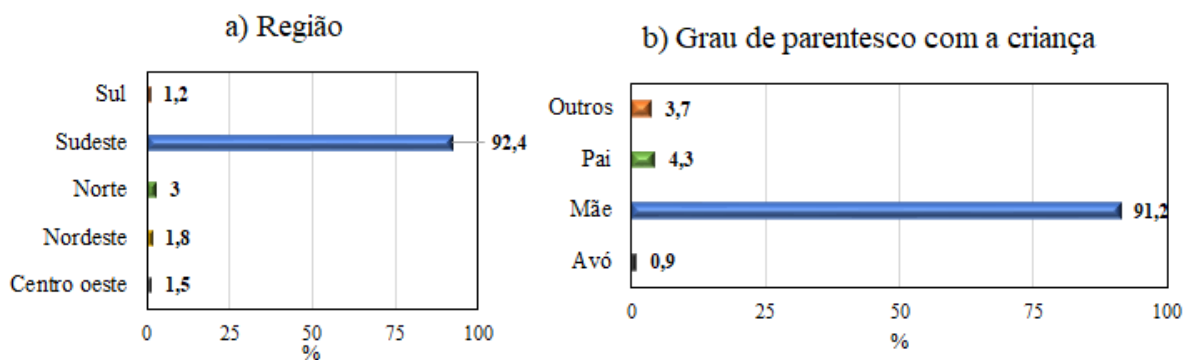 a) Região
Sul 1,2
Sudeste 92,4
Norte 3
Nordeste 1,8
Centro oeste 1,5
0 25 50 75 100
%
b) Grau de parentesco com a criança
Outros 3,7
Pai 4,3
Mãe 91,2
Avó 0,9
0 25 50 75 100
%